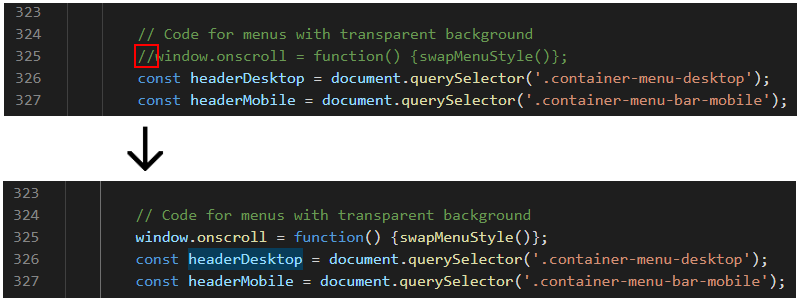 323
324 // Code for menus with transparent background
325 //window.onscroll = function() {swapMenuStyle()};
326 const headerDesktop = document.querySelector('.container-menu-desktop');
327 const headerMobile = document.querySelector('.container-menu-bar-mobile');
323
324 // Code for menus with transparent background
325 window.onscroll = function() {swapMenuStyle()};
326 const headerDesktop = document.querySelector('.container-menu-desktop');
327 const headerMobile = document.querySelector('.container-menu-bar-mobile');